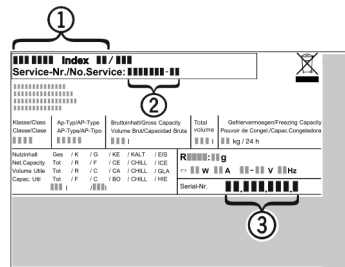 1
Index /
Service-Nr./No.Service: -
2
Klasse/Class Ap-Typ/AP-Type Bruttoinhalt/Gross Capacity Total Gefriervermoegen/Freezing Capacity
Classe/Clase AP-Type/AP-Tipo Volume Brut/Capacidad Bruta volume Pouvoir de Congel./Capac.Congeladora
l l kg / 24 h
Nutzinhalt Ges / K / G / KE / KALT / EIS
Net.Capacity Tot / R / F / CE / CHILL / ICE
Volume Utile Tot / R / C / CA / CHILL / GLA
Capac. Util Tot / F / C / BO / CHILL / HIE
l / l
R : g
W A - V Hz
Serial-Nr. . . .
3